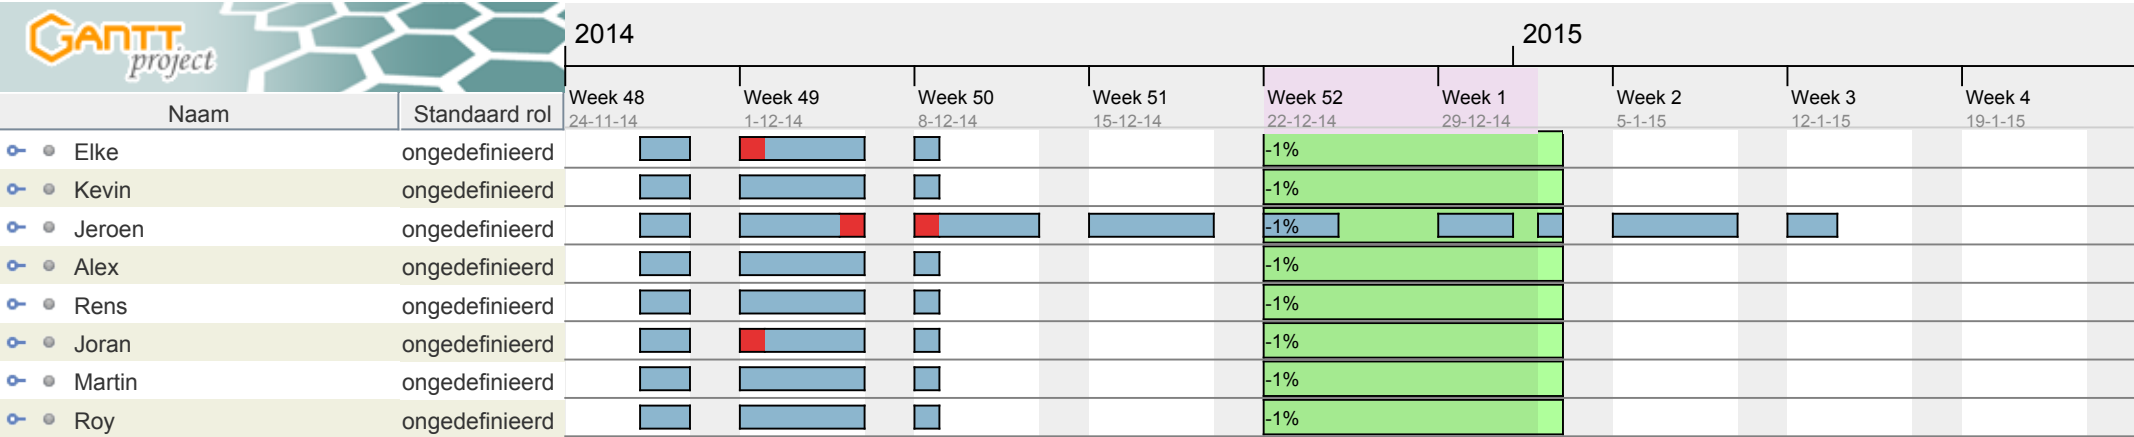 GANTT
project
2014 2015
Naam Standaard rol Week 48 Week 49 Week 50 Week 51 Week 52 Week 1 Week 2 Week 3 Week 4
24-11-14 1-12-14 8-12-14 15-12-14 22-12-14 29-12-14 5-1-15 12-1-15 19-1-15
Elke ongedefinieerd -1%
Kevin ongedefinieerd -1%
Jeroen ongedefinieerd -1%
Alex ongedefinieerd -1%
Rens ongedefinieerd -1%
Joran ongedefinieerd -1%
Martin ongedefinieerd -1%
Roy ongedefinieerd -1%